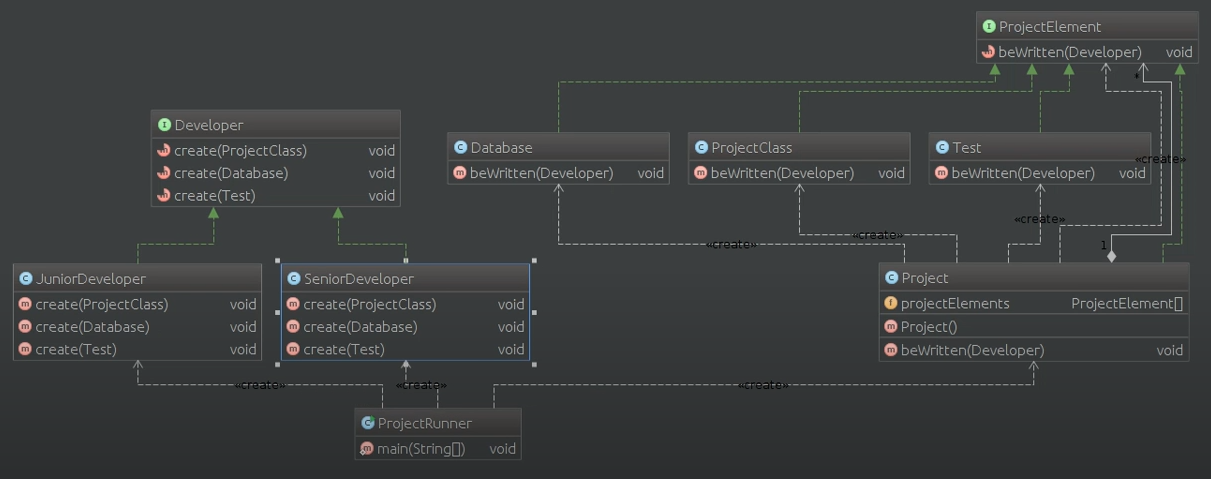 ProjectElement
beWritten(Developer) void
*
Developer
create(ProjectClass) void
create(Database) void
create(Test) void
Database
beWritten(Developer) void
ProjectClass
beWritten(Developer) void
Test
beWritten(Developer) void
«create»
«create»
«create»
«create»
1
JuniorDeveloper
create(ProjectClass) void
create(Database) void
create(Test) void
SeniorDeveloper
create(ProjectClass) void
create(Database) void
create(Test) void
Project
projectElements ProjectElement[]
Project()
beWritten(Developer) void
«create»
«create»
«create»
ProjectRunner
main(String[]) void